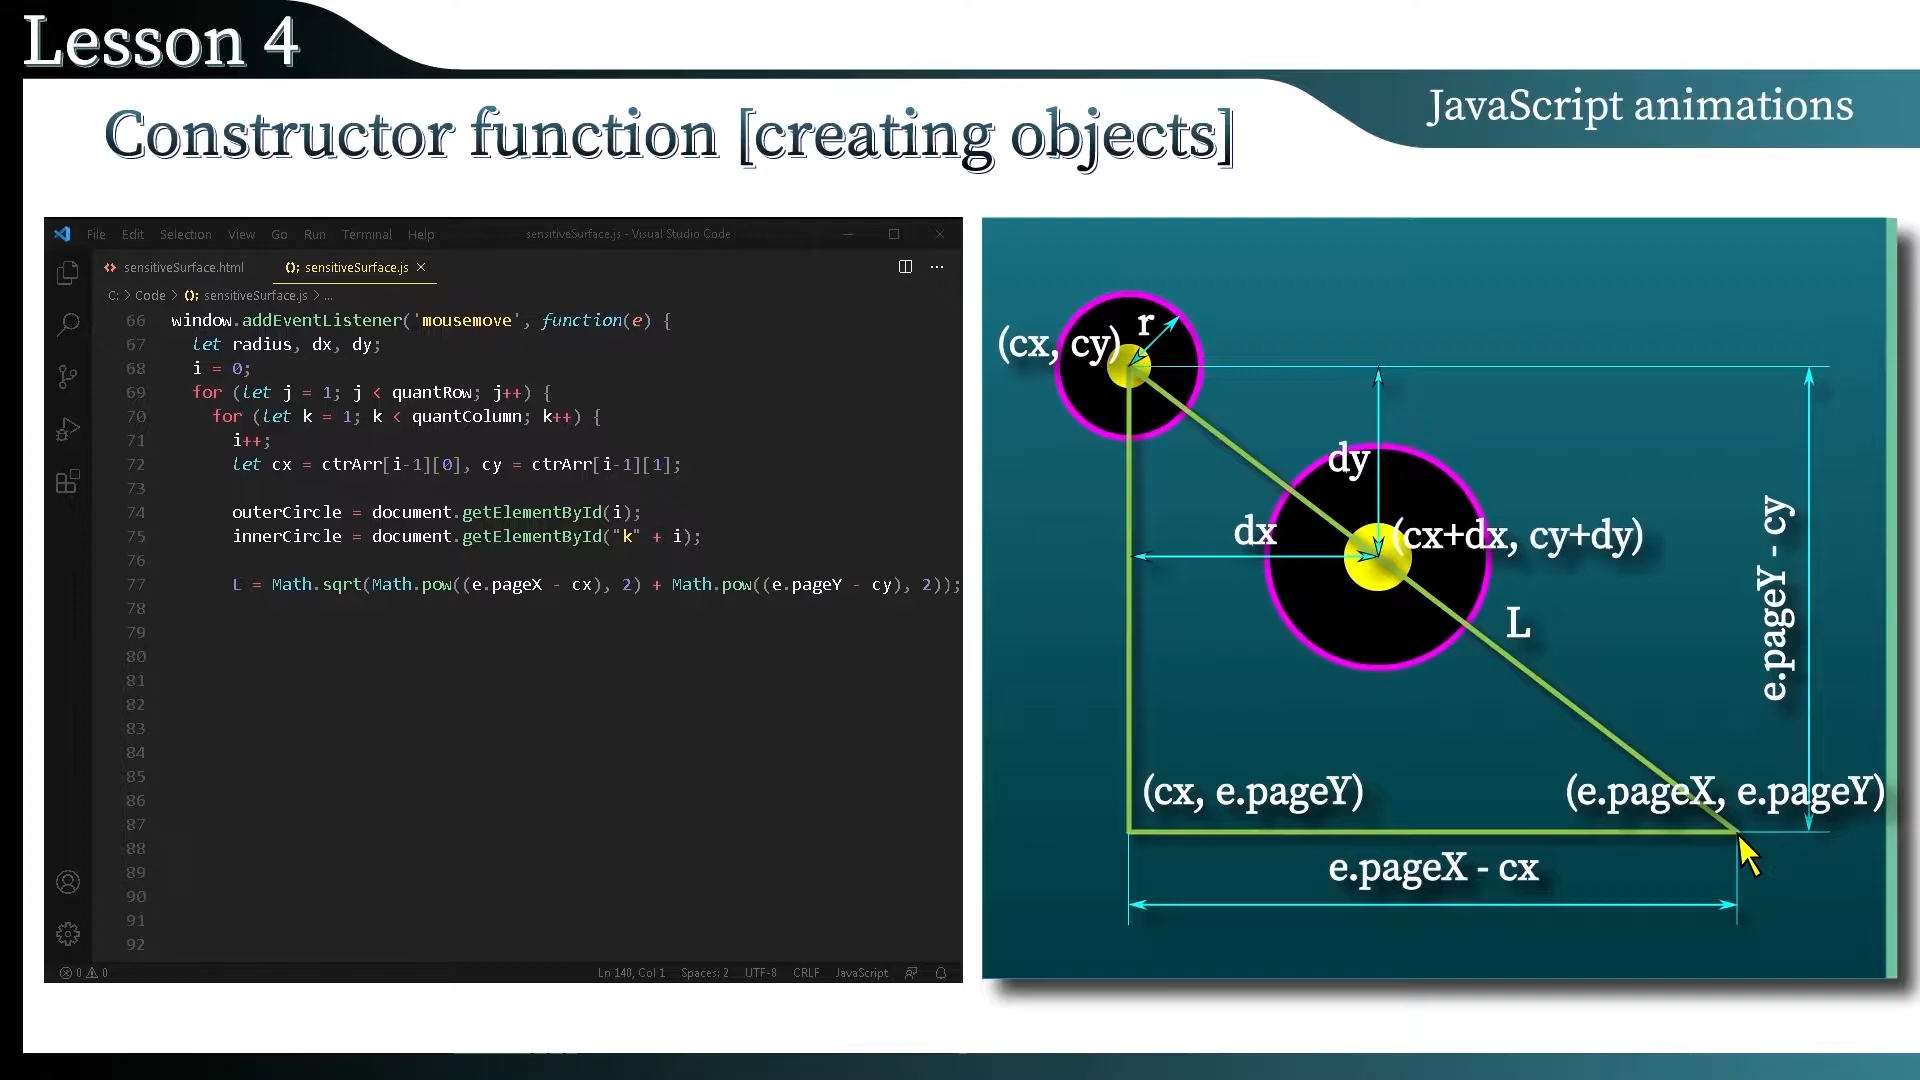 Lesson 4
JavaScript animations
Constructor function [creating objects]
File Edit Selection View Go Run Terminal Help sensitiveSurface.js - Visual Studio Code
sensitiveSurface.html (); sensitiveSurface.js
C: > Code > (); sensitiveSurface.js > ...
66 window.addEventListener('mousemove', function(e) {
67 let radius, dx, dy;
68 i = 0;
69 for (let j = 1; j < quantRow; j++) {
70 for (let k = 1; k < quantColumn; k++) {
71 i++;
72 let cx = ctrArr[i-1][0], cy = ctrArr[i-1][1];
73
74 outerCircle = document.getElementById(i);
75 innerCircle = document.getElementById("k" + i);
76
77 L = Math.sqrt(Math.pow((e.pageX - cx), 2) + Math.pow((e.pageY - cy), 2));
78
79
80
81
82
83
84
85
86
87
88
89
90
91
92
0 0 Ln 140, Col 1 Spaces: 2 UTF-8 CRLF JavaScript
r
(cx, cy)
dy
dx
(cx+dx, cy+dy)
L
e.pageY - cy
(cx, e.pageY)
(e.pageX, e.pageY)
e.pageX - cx